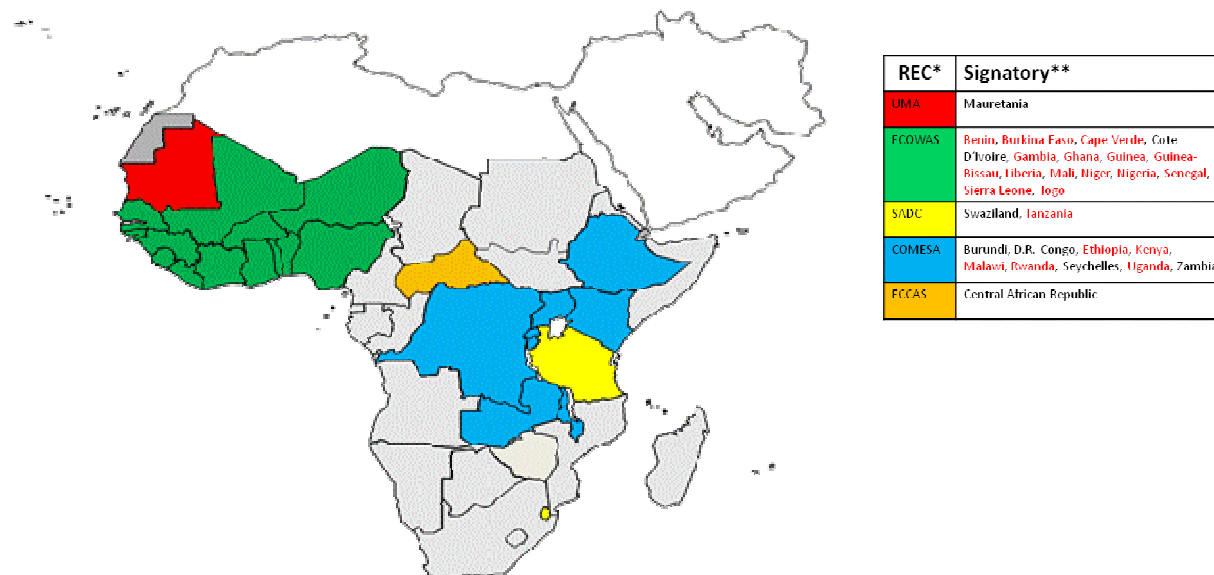 REC* Signatory**
UMA Mauretania
ECOWAS Benin, Burkina Faso, Cape Verde, Cote
D'Ivoire, Gambia, Ghana, Guinea, Guinea-
Bissau, Liberia, Mali, Niger, Nigeria, Senegal,
Sierra Leone, Togo
SADC Swaziland, Tanzania
COMESA Burundi, D.R. Congo, Ethiopia, Kenya,
Malawi, Rwanda, Seychelles, Uganda, Zambia
ECCAS Central African Republic